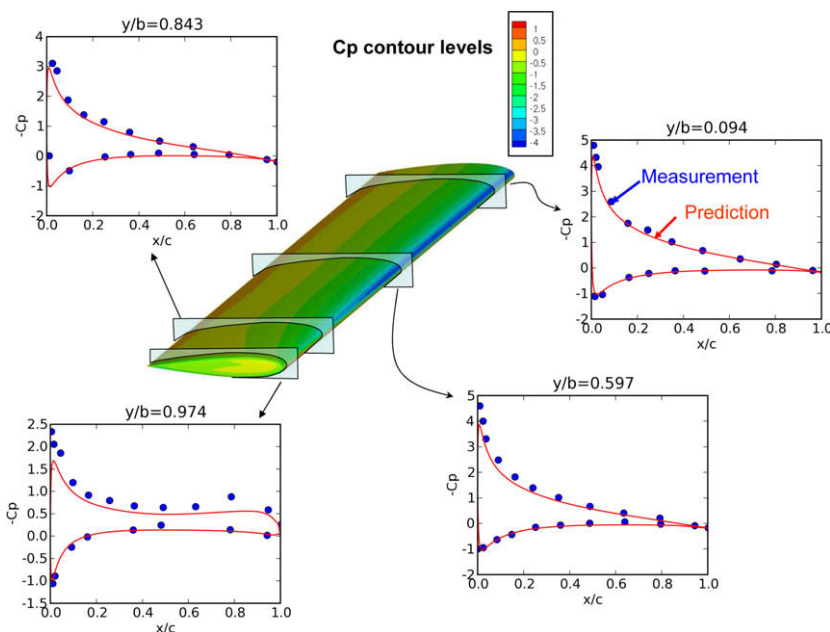 y/b=0.843
-Cp
4
3
2
1
0
-1
-2
0.0 0.2 0.4 0.6 0.8 1.0
x/c
Cp contour levels
1
0.5
0
-0.5
-1
-1.5
-2
-2.5
-3
-3.5
-4
y/b=0.094
-Cp
5
4
3
2
1
0
-1
-2
0.0 0.2 0.4 0.6 0.8 1.0
x/c
Measurement
Prediction
y/b=0.974
-Cp
2.5
2.0
1.5
1.0
0.5
0.0
-0.5
-1.0
-1.5
0.0 0.2 0.4 0.6 0.8 1.0
x/c
y/b=0.597
-Cp
5
4
3
2
1
0
-1
-2
0.0 0.2 0.4 0.6 0.8 1.0
x/c